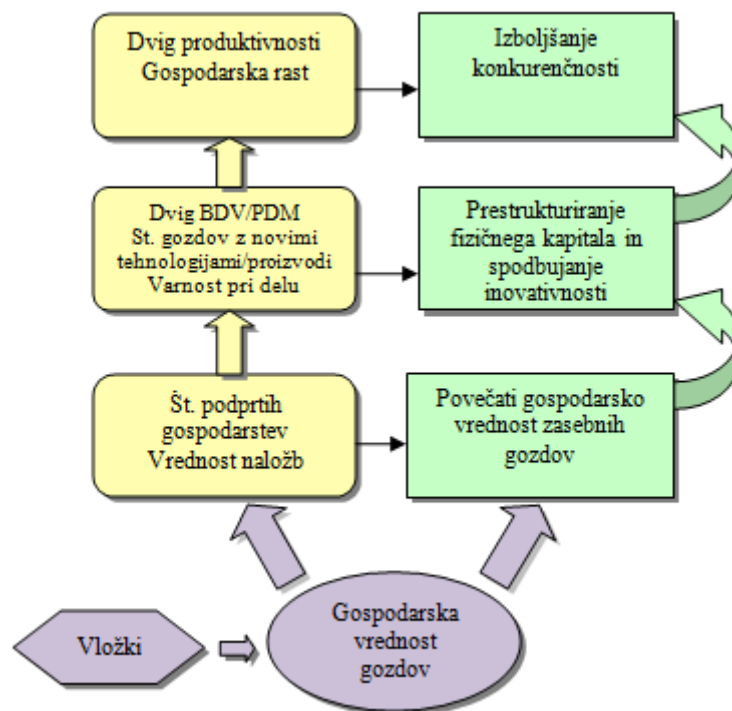 Dvig produktivnosti
Gospodarska rast
Izboljšanje
konkurenčnosti
Dvig BDV/PDM
St. gozdov z novimi
tehnologijami/proizvodi
Varnost pri delu
Prestrukturiranje
fizičnega kapitala in
spodbujanje
inovativnosti
Št. podprtih
gospodarstev
Vrednost naložb
Povečati gospodarsko
vrednost zasebnih
gozdov
Vložki
Gospodarska
vrednost
gozdov